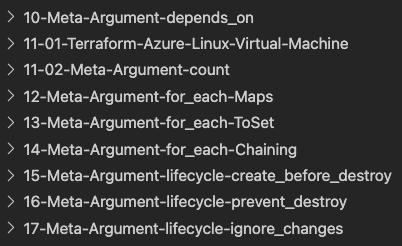 10-Meta-Argument-depends_on
11-01-Terraform-Azure-Linux-Virtual-Machine
11-02-Meta-Argument-count
12-Meta-Argument-for_each-Maps
13-Meta-Argument-for_each-ToSet
14-Meta-Argument-for_each-Chaining
15-Meta-Argument-lifecycle-create_before_destroy
16-Meta-Argument-lifecycle-prevent_destroy
17-Meta-Argument-lifecycle-ignore_changes